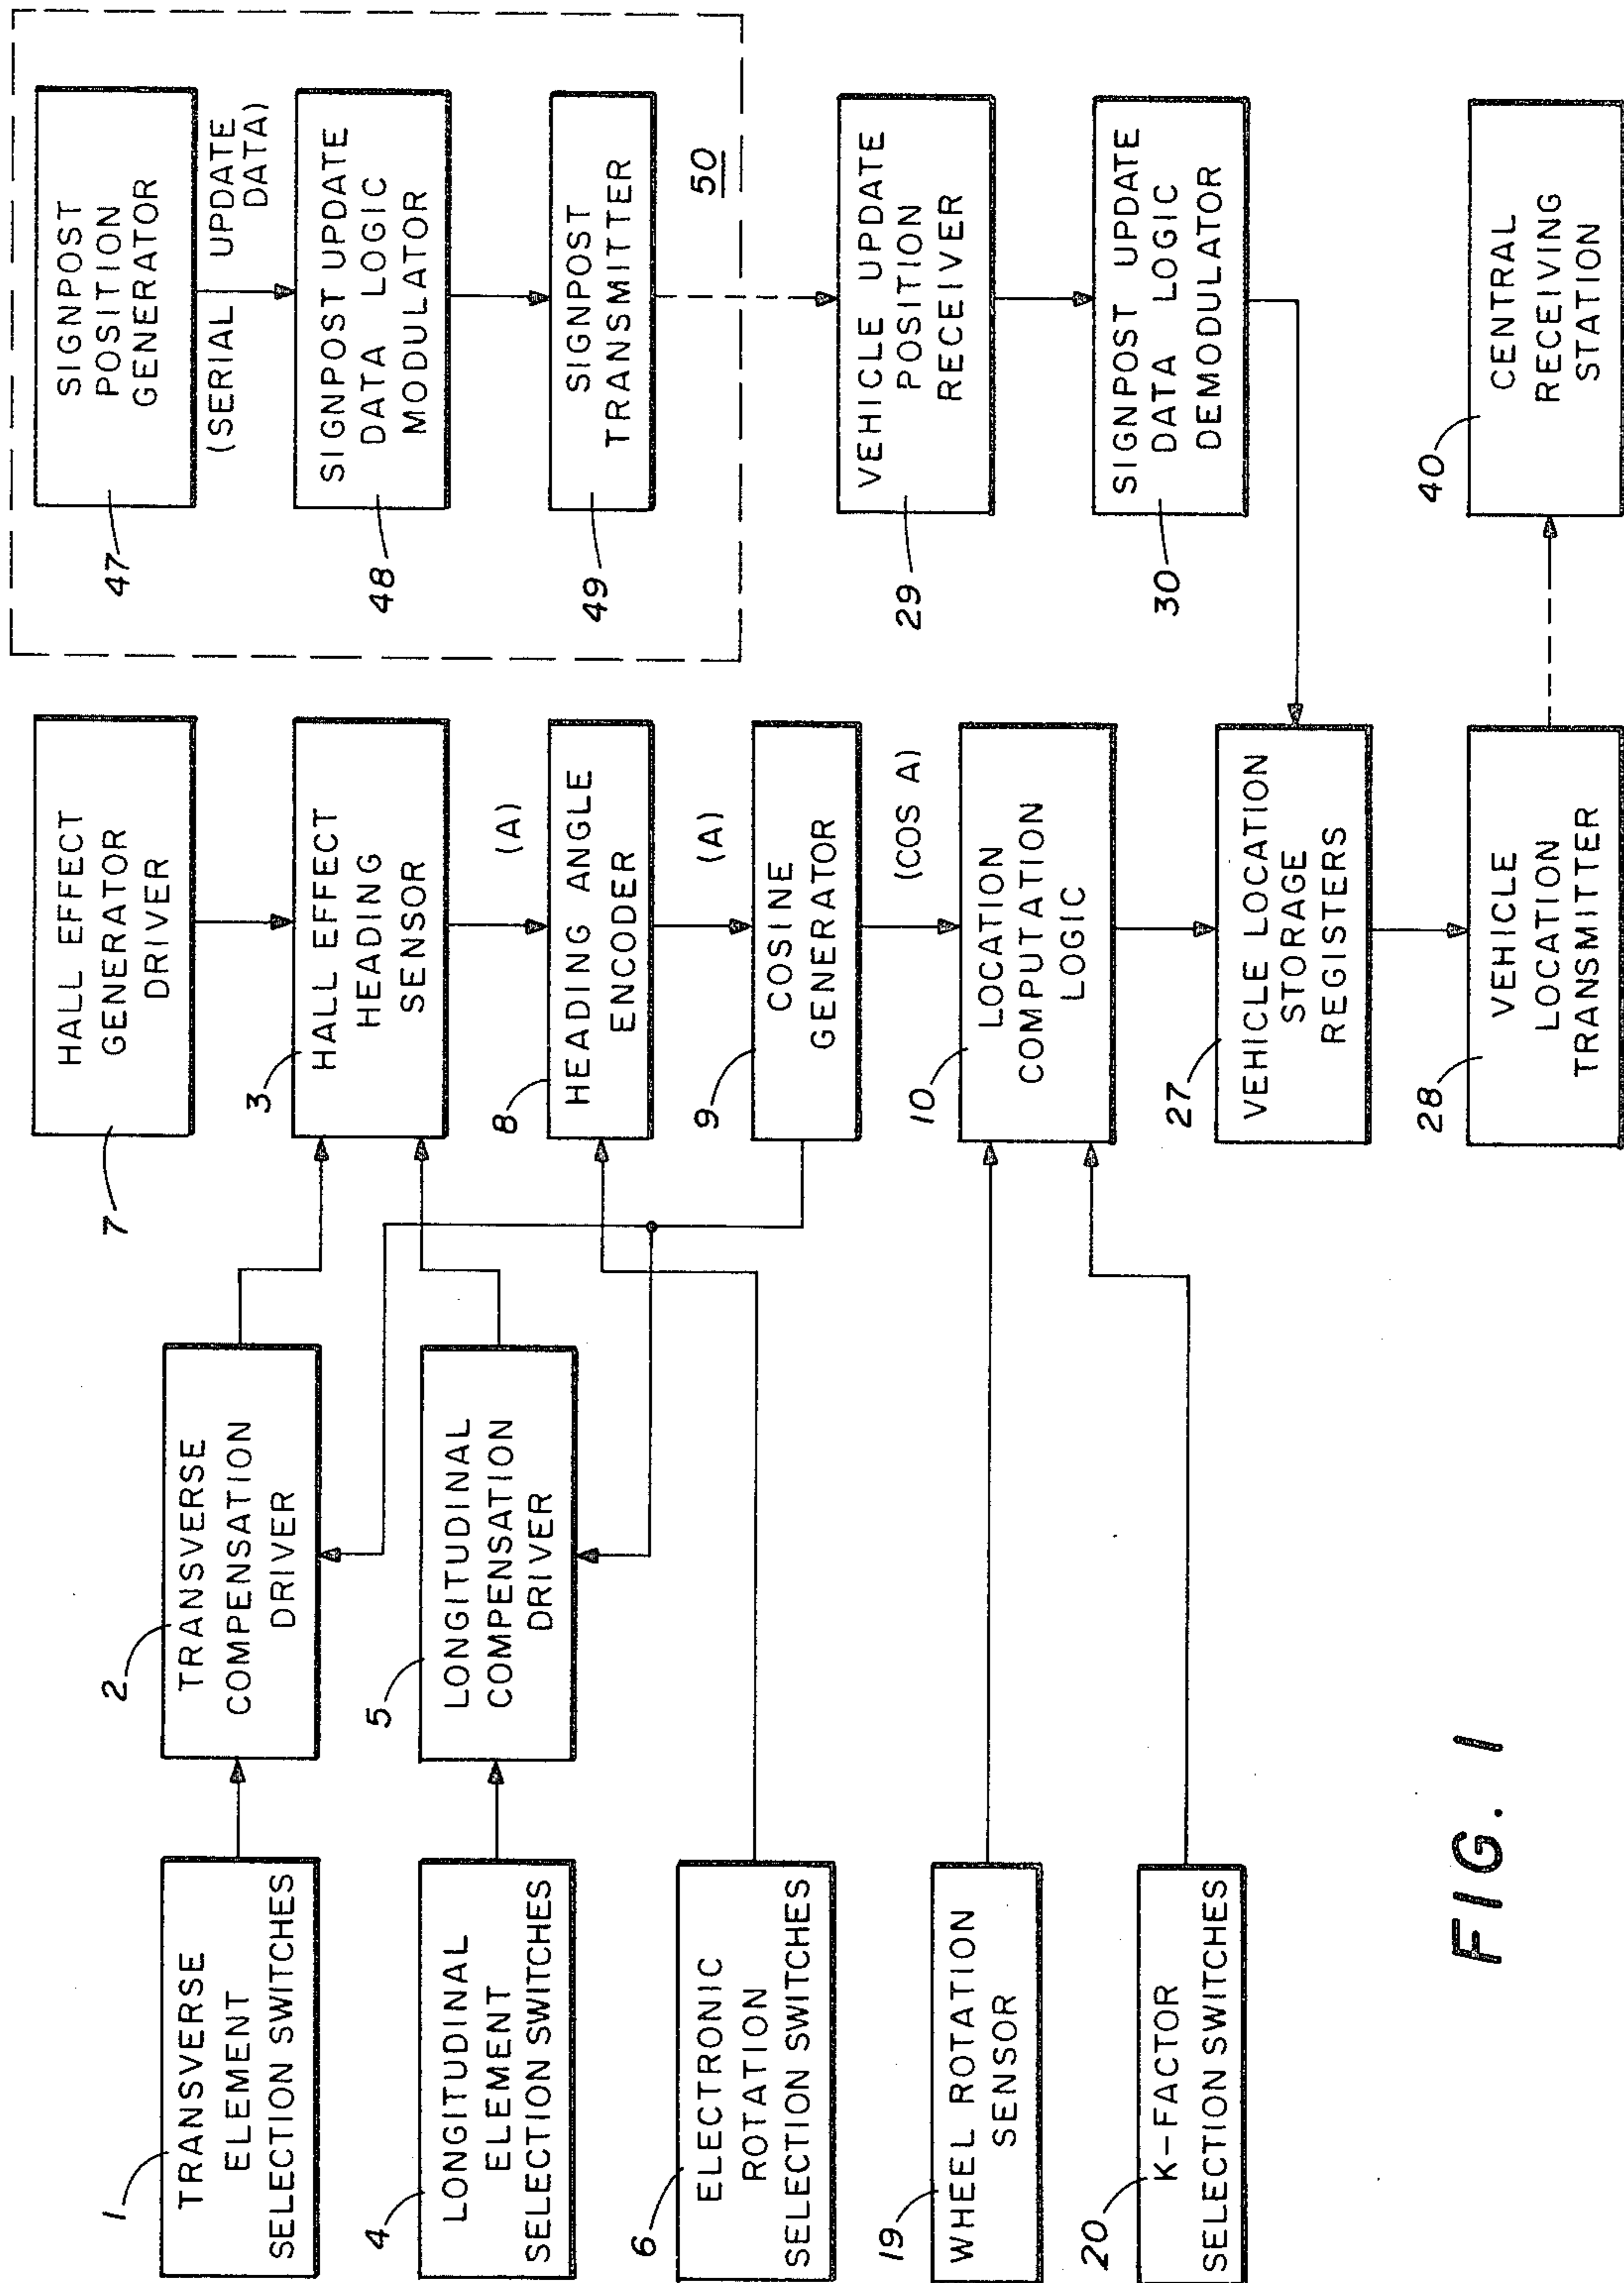 1
TRANSVERSE
ELEMENT
SELECTION SWITCHES
2
TRANSVERSE
COMPENSATION
DRIVER
4
LONGITUDINAL
ELEMENT
SELECTION SWITCHES
5
LONGITUDINAL
COMPENSATION
DRIVER
6
ELECTRONIC
ROTATION
SELECTION SWITCHES
19
WHEEL ROTATION
SENSOR
20
K-FACTOR
SELECTION SWITCHES
7
HALL EFFECT
GENERATOR
DRIVER
3
HALL EFFECT
HEADING
SENSOR
(A)
8
HEADING ANGLE
ENCODER
(A)
9
COSINE
GENERATOR
(COS A)
10
LOCATION
COMPUTATION
LOGIC
27
VEHICLE LOCATION
STORAGE
REGISTERS
28
VEHICLE
LOCATION
TRANSMITTER
47
SIGNPOST
POSITION
GENERATOR
(SERIAL UPDATE
DATA)
48
SIGNPOST UPDATE
DATA LOGIC
MODULATOR
49
SIGNPOST
TRANSMITTER
50
29
VEHICLE UPDATE
POSITION
RECEIVER
30
SIGNPOST UPDATE
DATA LOGIC
DEMODULATOR
40
CENTRAL
RECEIVING
STATION
FIG. 1